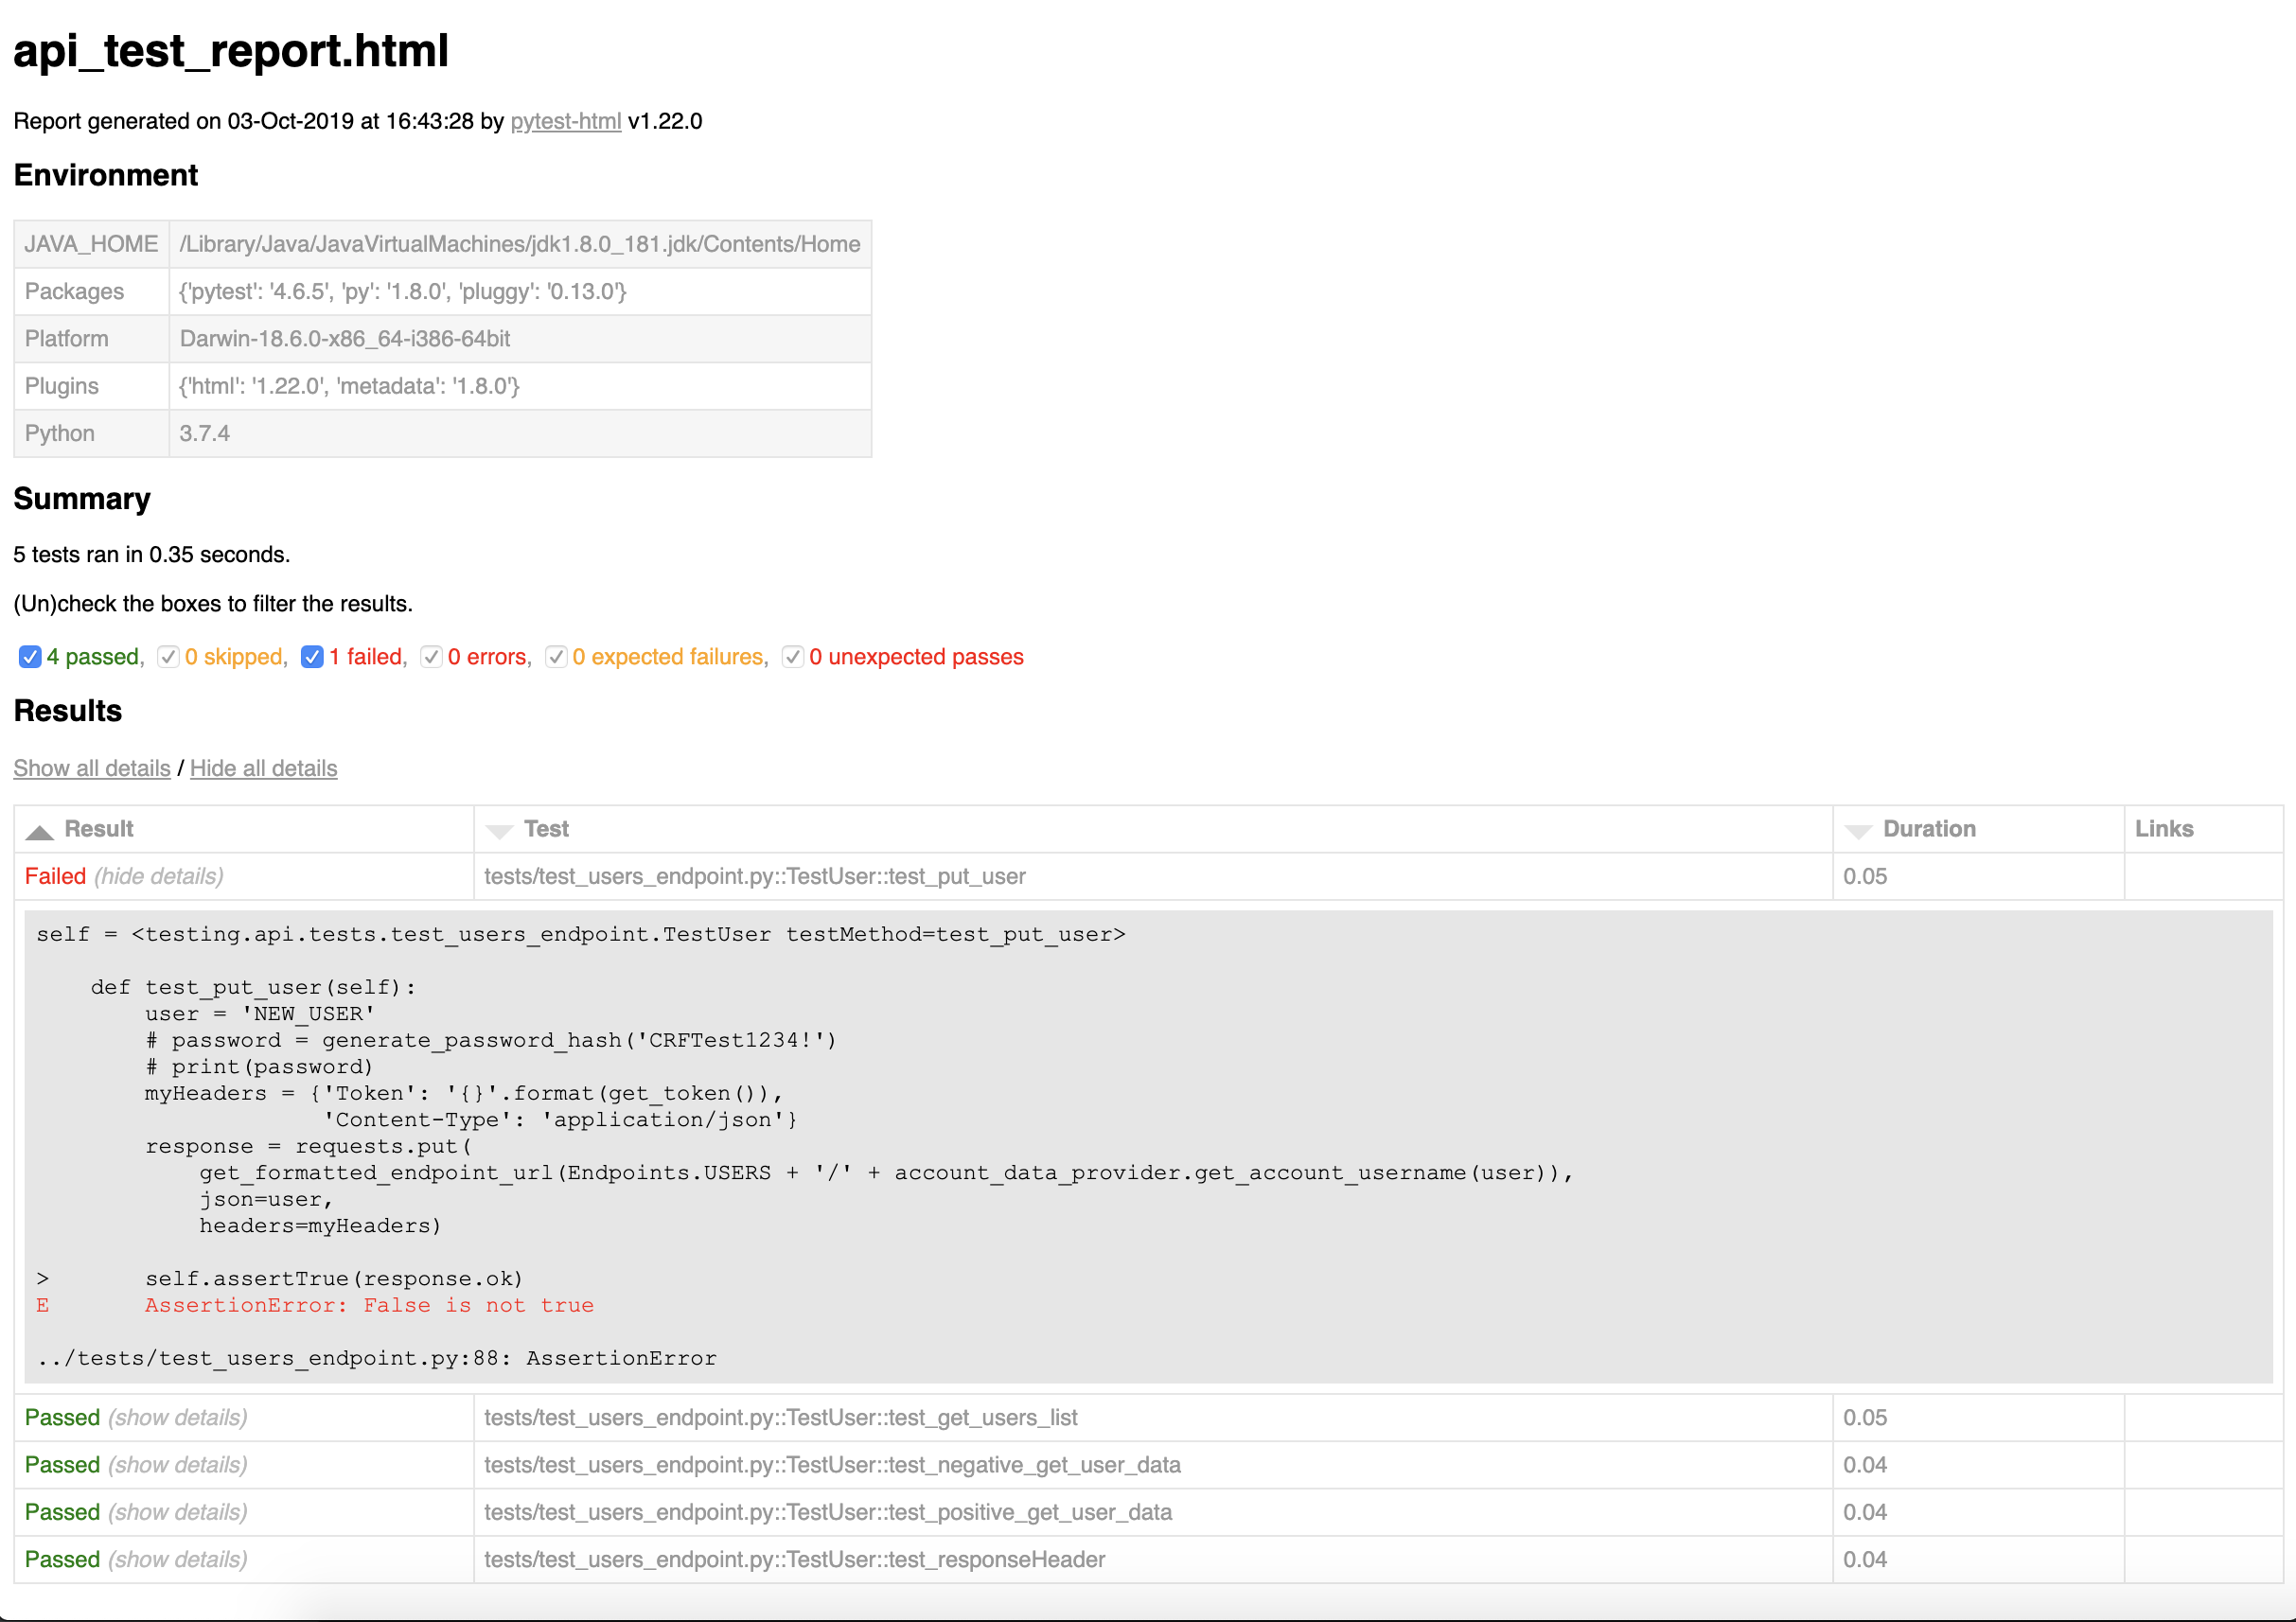 api_test_report.html
Report generated on 03-Oct-2019 at 16:43:28 by pytest-html v1.22.0
Environment
JAVA_HOME /Library/Java/JavaVirtualMachines/jdk1.8.0_181.jdk/Contents/Home
Packages {'pytest': '4.6.5', 'py': '1.8.0', 'pluggy': '0.13.0'}
Platform Darwin-18.6.0-x86_64-i386-64bit
Plugins {'html': '1.22.0', 'metadata': '1.8.0'}
Python 3.7.4
Summary
5 tests ran in 0.35 seconds.
(Un)check the boxes to filter the results.
4 passed, 0 skipped, 1 failed, 0 errors, 0 expected failures, 0 unexpected passes
Results
Show all details / Hide all details
Result Test Duration Links
Failed (hide details) tests/test_users_endpoint.py::TestUser::test_put_user 0.05
self = <testing.api.tests.test_users_endpoint.TestUser testMethod=test_put_user>
    def test_put_user(self):
        user = 'NEW_USER'
        # password = generate_password_hash('CRFTest1234!')
        # print(password)
        myHeaders = {'Token': '{}'.format(get_token()),
                     'Content-Type': 'application/json'}
        response = requests.put(
            get_formatted_endpoint_url(Endpoints.USERS + '/' + account_data_provider.get_account_username(user)),
            json=user,
            headers=myHeaders)
>       self.assertTrue(response.ok)
E       AssertionError: False is not true
../tests/test_users_endpoint.py:88: AssertionError
Passed (show details) tests/test_users_endpoint.py::TestUser::test_get_users_list 0.05
Passed (show details) tests/test_users_endpoint.py::TestUser::test_negative_get_user_data 0.04
Passed (show details) tests/test_users_endpoint.py::TestUser::test_positive_get_user_data 0.04
Passed (show details) tests/test_users_endpoint.py::TestUser::test_responseHeader 0.04